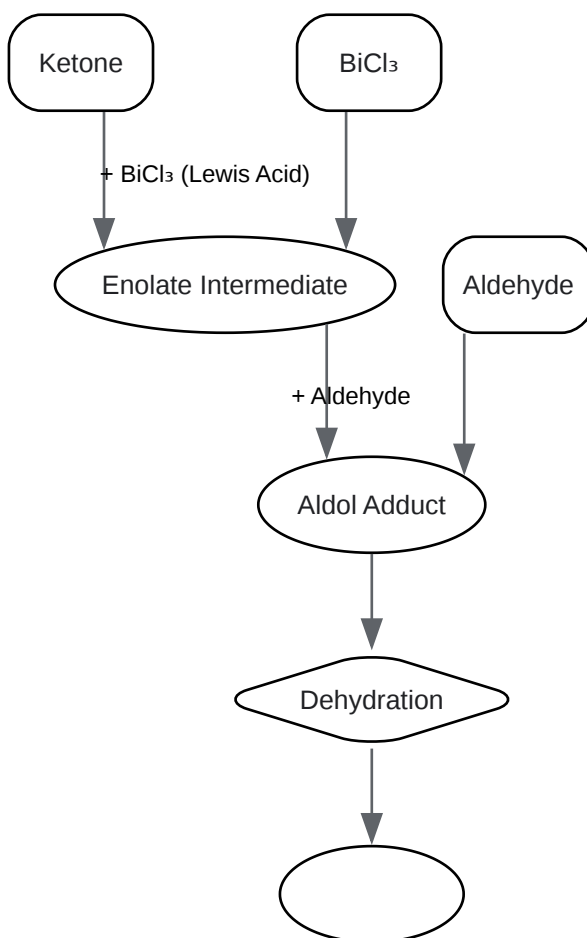 Ketone
BiCl₃
+ BiCl₃ (Lewis Acid)
Enolate Intermediate
Aldehyde
+ Aldehyde
Aldol Adduct
Dehydration